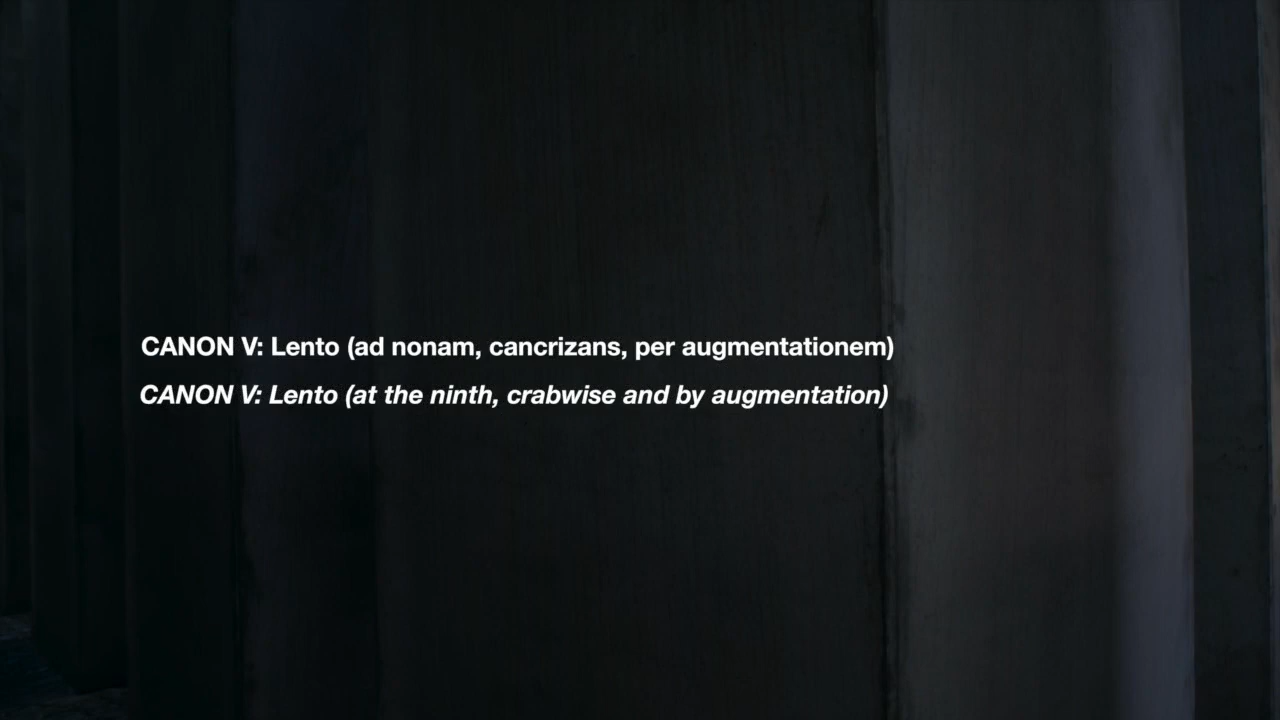 CANON V: Lento (ad nonam, cancrizans, per augmentationem)
CANON V: Lento (at the ninth, crabwise and by augmentation)